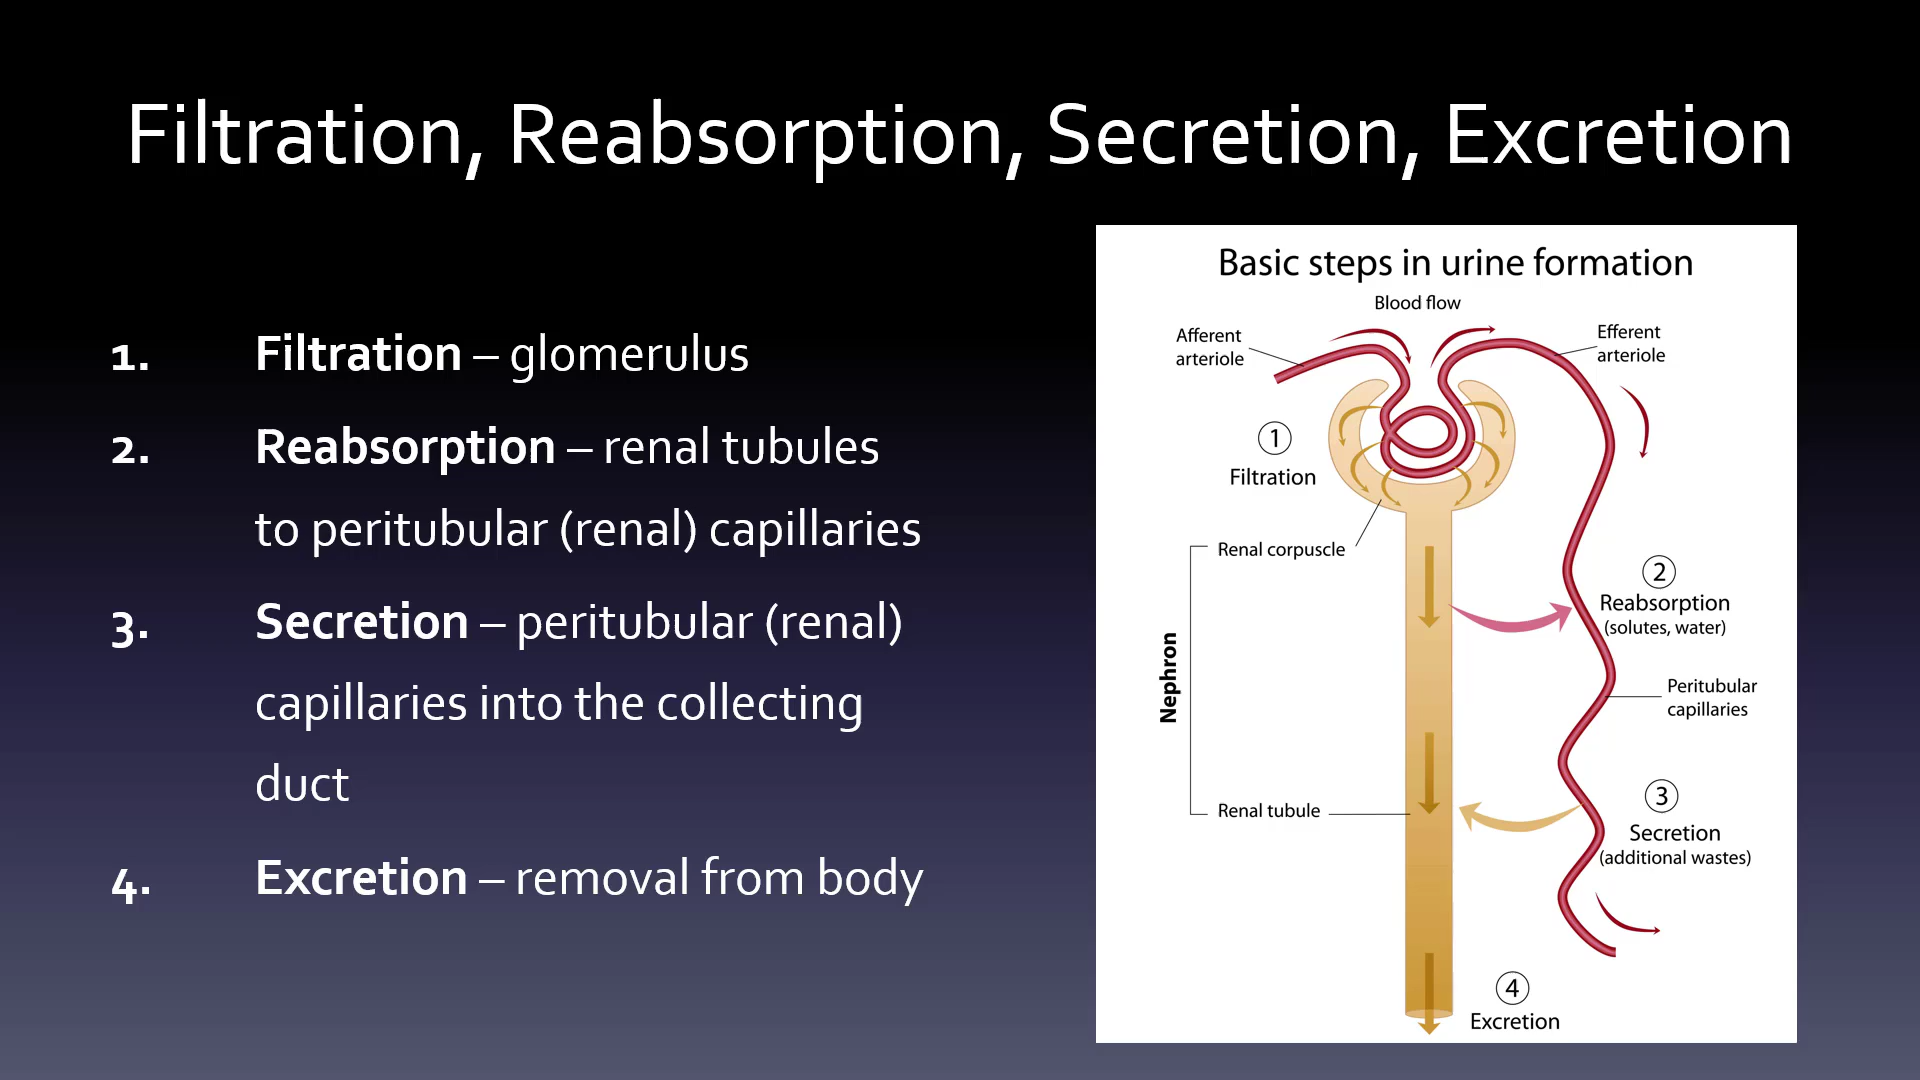 Filtration, Reabsorption, Secretion, Excretion
1. Filtration – glomerulus
2. Reabsorption – renal tubules
to peritubular (renal) capillaries
3. Secretion – peritubular (renal)
capillaries into the collecting
duct
4. Excretion – removal from body
Basic steps in urine formation
Blood flow
Afferent
arteriole
Efferent
arteriole
1
Filtration
Renal corpuscle
2
Reabsorption
(solutes, water)
Nephron
Peritubular
capillaries
Renal tubule
3
Secretion
(additional wastes)
4
Excretion